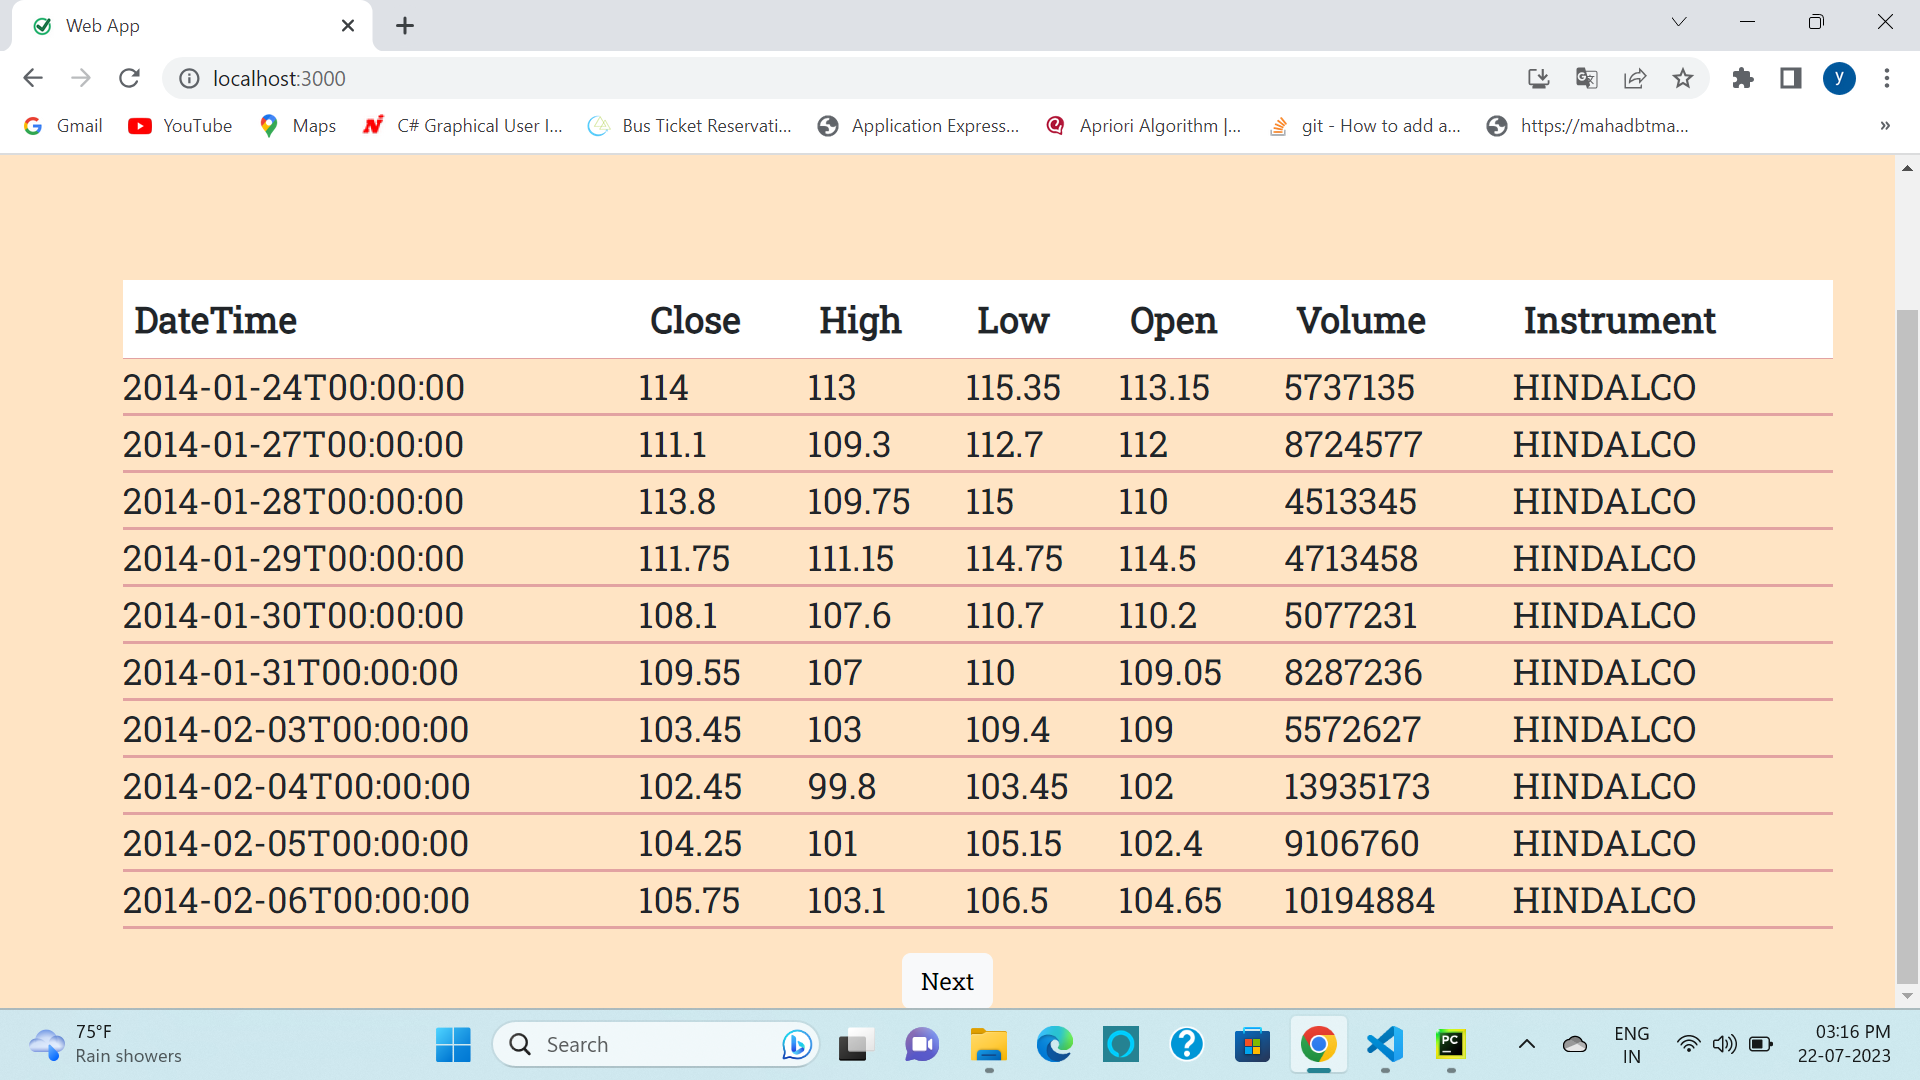 Web App
localhost:3000
y
Gmail YouTube Maps C# Graphical User I... Bus Ticket Reservati... Application Express... Apriori Algorithm |... git - How to add a... https://mahadbtma... »
DateTime Close High Low Open Volume Instrument
2014-01-24T00:00:00 114 113 115.35 113.15 5737135 HINDALCO
2014-01-27T00:00:00 111.1 109.3 112.7 112 8724577 HINDALCO
2014-01-28T00:00:00 113.8 109.75 115 110 4513345 HINDALCO
2014-01-29T00:00:00 111.75 111.15 114.75 114.5 4713458 HINDALCO
2014-01-30T00:00:00 108.1 107.6 110.7 110.2 5077231 HINDALCO
2014-01-31T00:00:00 109.55 107 110 109.05 8287236 HINDALCO
2014-02-03T00:00:00 103.45 103 109.4 109 5572627 HINDALCO
2014-02-04T00:00:00 102.45 99.8 103.45 102 13935173 HINDALCO
2014-02-05T00:00:00 104.25 101 105.15 102.4 9106760 HINDALCO
2014-02-06T00:00:00 105.75 103.1 106.5 104.65 10194884 HINDALCO
Next
75°F
Rain showers
Search
PC
ENG
IN
03:16 PM
22-07-2023